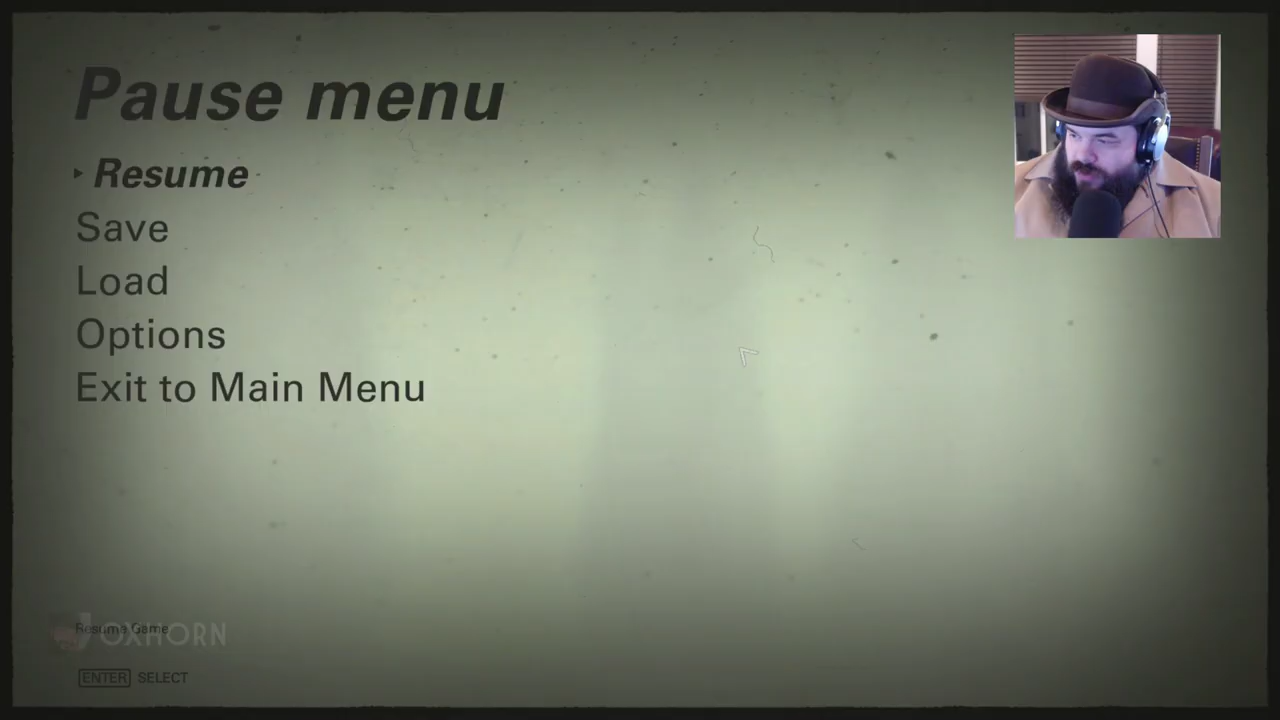 Pause menu
Resume
Save
Load
Options
Exit to Main Menu
Resume Game
OXHORN
ENTER SELECT